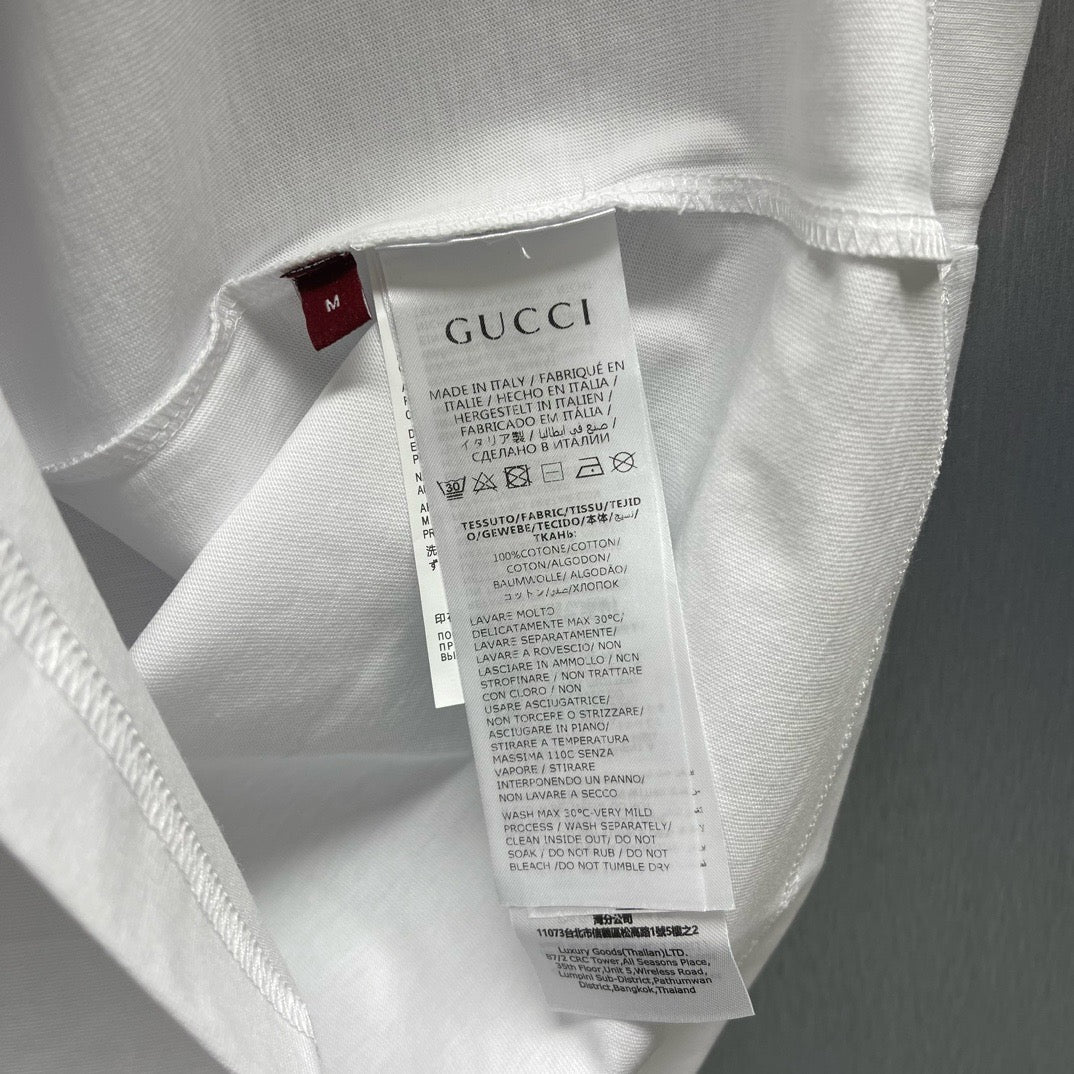 M
GUCCI
MADE IN ITALY / FABRIQUÉ EN
ITALIE / HECHO EN ITALIA /
HERGESTELT IN ITALIEN /
FABRICADO EM ITÁLIA /
イタリア製 / صنع في ايطاليا /
СДЕЛАНО В ИТАЛИИ
30
TESSUTO/FABRIC/TISSU/TEJID
O/GEWEBE/TECIDO/本体/نسيج/
ТКАНЬ:
100%COTONE/COTTON/
COTON/ALGODON/
BAUMWOLLE/ ALGODÃO/
コットン/صفر/ХЛОПОК
LAVARE MOLTO
DELICATAMENTE MAX 30°C/
LAVARE SEPARATAMENTE/
LAVARE A ROVESCIO/ NON
LASCIARE IN AMMOLLO / NCN
STROFINARE / NON TRATTARE
CON CLORO / NON
USARE ASCIUGATRICE/
NON TORCERE O STRIZZARE/
ASCIUGARE IN PIANO/
STIRARE A TEMPERATURA
MASSIMA 110C SENZA
VAPORE / STIRARE
INTERPONENDO UN PANNO/
NON LAVARE A SECCO
WASH MAX 30°C-VERY MILD
PROCESS / WASH SEPARATELY/
CLEAN INSIDE OUT/ DO NOT
SOAK / DO NOT RUB / DO NOT
BLEACH /DO NOT TUMBLE DRY
灣分公司
11073台北市信義區松高路1號5樓之2
Luxury Goods(Thailan)LTD.
87/2 CRC Tower,All Seasons Place,
35th Floor,Unit 5,Wireless Road,
Lumpini Sub-District,Pathumwan
District,Bangkok,Thailand